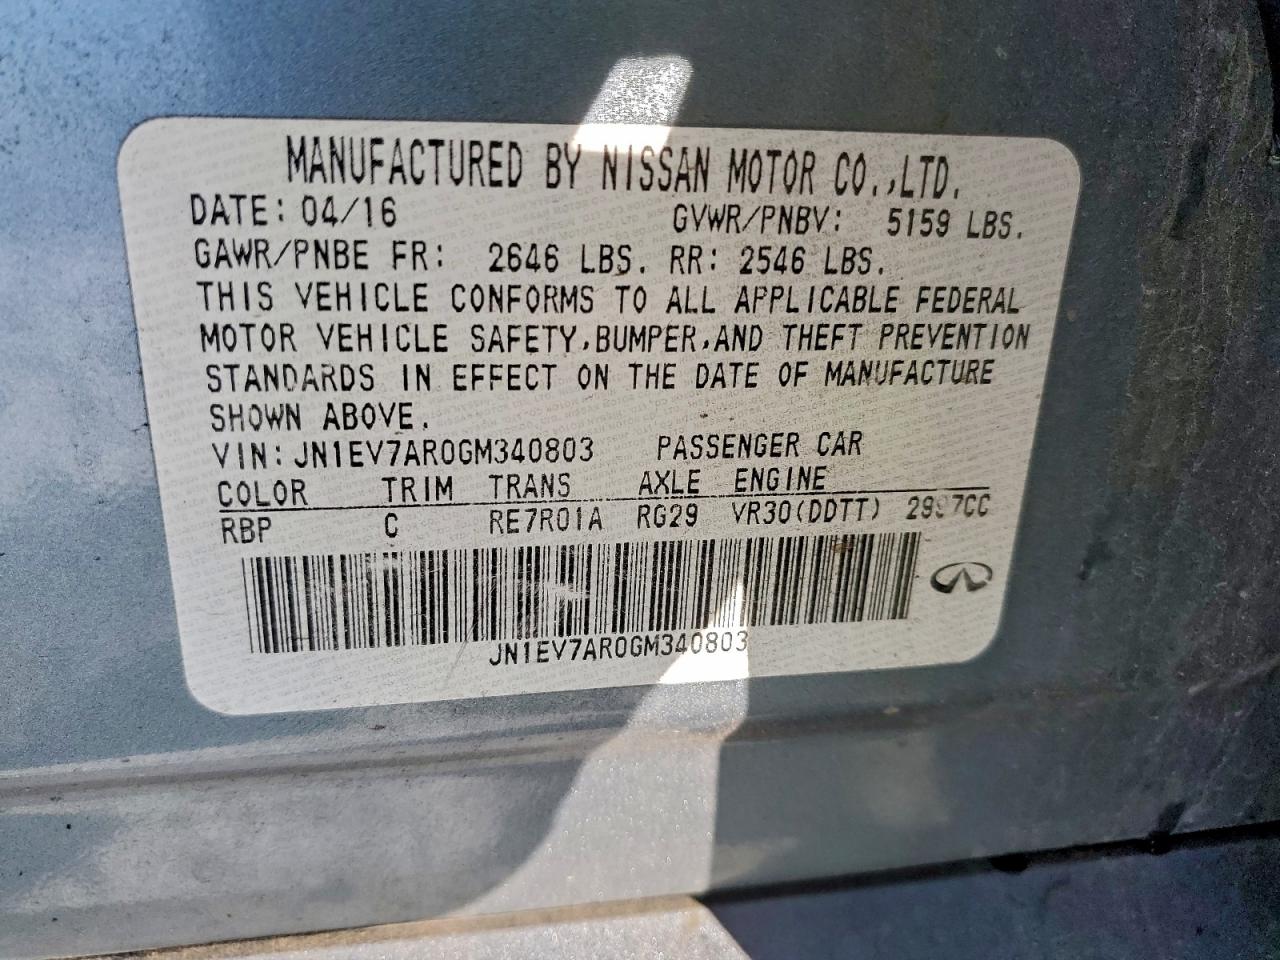 MANUFACTURED BY NISSAN MOTOR CO.,LTD.
DATE: 04/16 GVWR/PNBV: 5159 LBS.
GAWR/PNBE FR: 2646 LBS. RR: 2546 LBS.
THIS VEHICLE CONFORMS TO ALL APPLICABLE FEDERAL
MOTOR VEHICLE SAFETY,BUMPER,AND THEFT PREVENTION
STANDARDS IN EFFECT ON THE DATE OF MANUFACTURE
SHOWN ABOVE.
VIN:JN1EV7AR0GM340803 PASSENGER CAR
COLOR TRIM TRANS AXLE ENGINE
RBP C RE7R01A RG29 VR30(DDTT) 2997CC
JN1EV7AR0GM340803